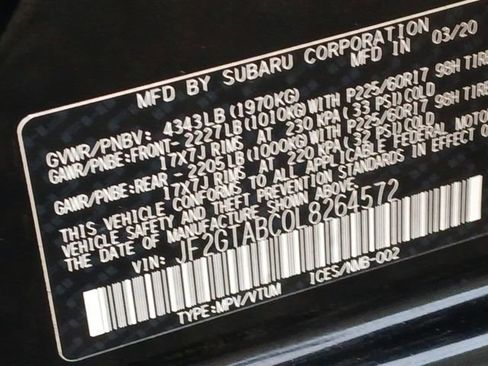 MFD BY SUBARU CORPORATION
MFD IN 03/20
GVWR/PNBV: 4343LB (1970KG)
GAWR/PNBE:FRONT- 2227LB (1010KG)WITH P225/60R17 98H TIRE
17X7J RIMS AT 230 KPA (33 PSI)COLD
GAWR/PNBE:REAR- 2205LB (1000KG)WITH P225/60R17 98H TIRE
17X7J RIMS AT 220 KPA (32 PSI)COLD
THIS VEHICLE CONFORMS TO ALL APPLICABLE FEDERAL MOTOR
VEHICLE SAFETY AND THEFT PREVENTION STANDARDS IN EFFECT O
THE DATE OF MANUFACTURE SHOWN ABOVE
VIN: JF2GTABC0L8264572
TYPE:MPV/VTUM ICES/NMB-002